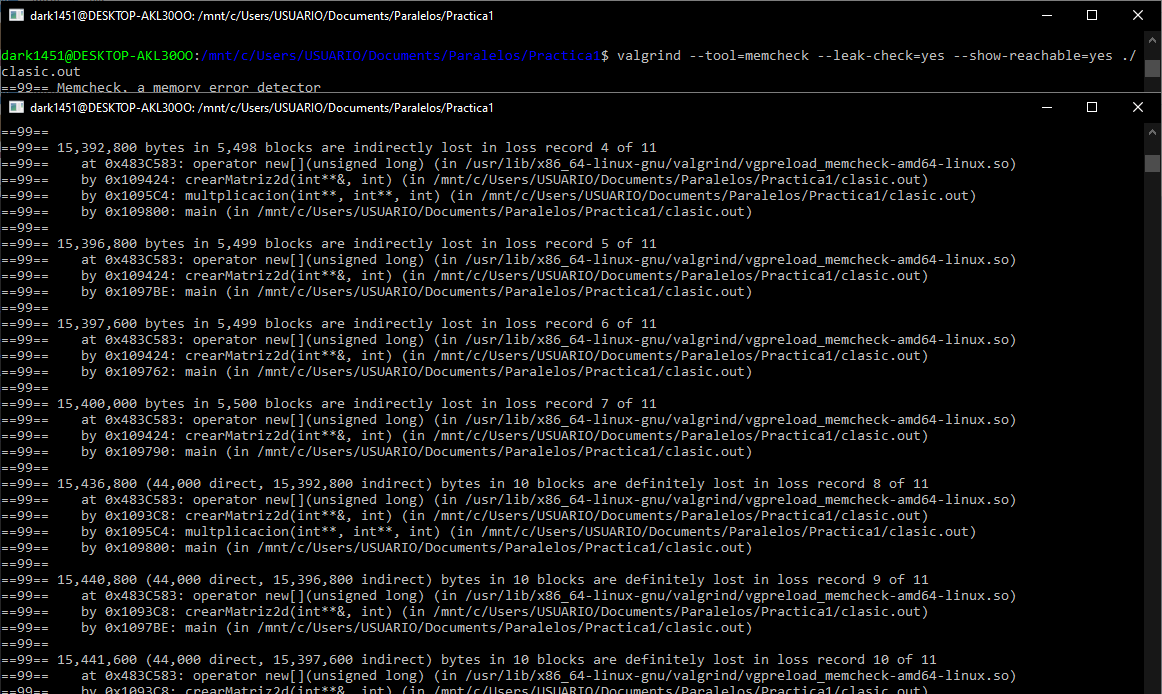 dark1451@DESKTOP-AKL30OO: /mnt/c/Users/USUARIO/Documents/Paralelos/Practica1
dark1451@DESKTOP-AKL30OO:/mnt/c/Users/USUARIO/Documents/Paralelos/Practica1$ valgrind --tool=memcheck --leak-check=yes --show-reachable=yes ./
clasic.out
==99== Memcheck, a memory error detector
dark1451@DESKTOP-AKL30OO: /mnt/c/Users/USUARIO/Documents/Paralelos/Practica1
==99==
==99== 15,392,800 bytes in 5,498 blocks are indirectly lost in loss record 4 of 11
==99==    at 0x483C583: operator new[](unsigned long) (in /usr/lib/x86_64-linux-gnu/valgrind/vgpreload_memcheck-amd64-linux.so)
==99==    by 0x109424: crearMatriz2d(int**&, int) (in /mnt/c/Users/USUARIO/Documents/Paralelos/Practica1/clasic.out)
==99==    by 0x1095C4: multplicacion(int**, int**, int) (in /mnt/c/Users/USUARIO/Documents/Paralelos/Practica1/clasic.out)
==99==    by 0x109800: main (in /mnt/c/Users/USUARIO/Documents/Paralelos/Practica1/clasic.out)
==99==
==99== 15,396,800 bytes in 5,499 blocks are indirectly lost in loss record 5 of 11
==99==    at 0x483C583: operator new[](unsigned long) (in /usr/lib/x86_64-linux-gnu/valgrind/vgpreload_memcheck-amd64-linux.so)
==99==    by 0x109424: crearMatriz2d(int**&, int) (in /mnt/c/Users/USUARIO/Documents/Paralelos/Practica1/clasic.out)
==99==    by 0x1097BE: main (in /mnt/c/Users/USUARIO/Documents/Paralelos/Practica1/clasic.out)
==99==
==99== 15,397,600 bytes in 5,499 blocks are indirectly lost in loss record 6 of 11
==99==    at 0x483C583: operator new[](unsigned long) (in /usr/lib/x86_64-linux-gnu/valgrind/vgpreload_memcheck-amd64-linux.so)
==99==    by 0x109424: crearMatriz2d(int**&, int) (in /mnt/c/Users/USUARIO/Documents/Paralelos/Practica1/clasic.out)
==99==    by 0x109762: main (in /mnt/c/Users/USUARIO/Documents/Paralelos/Practica1/clasic.out)
==99==
==99== 15,400,000 bytes in 5,500 blocks are indirectly lost in loss record 7 of 11
==99==    at 0x483C583: operator new[](unsigned long) (in /usr/lib/x86_64-linux-gnu/valgrind/vgpreload_memcheck-amd64-linux.so)
==99==    by 0x109424: crearMatriz2d(int**&, int) (in /mnt/c/Users/USUARIO/Documents/Paralelos/Practica1/clasic.out)
==99==    by 0x109790: main (in /mnt/c/Users/USUARIO/Documents/Paralelos/Practica1/clasic.out)
==99==
==99== 15,436,800 (44,000 direct, 15,392,800 indirect) bytes in 10 blocks are definitely lost in loss record 8 of 11
==99==    at 0x483C583: operator new[](unsigned long) (in /usr/lib/x86_64-linux-gnu/valgrind/vgpreload_memcheck-amd64-linux.so)
==99==    by 0x1093C8: crearMatriz2d(int**&, int) (in /mnt/c/Users/USUARIO/Documents/Paralelos/Practica1/clasic.out)
==99==    by 0x1095C4: multplicacion(int**, int**, int) (in /mnt/c/Users/USUARIO/Documents/Paralelos/Practica1/clasic.out)
==99==    by 0x109800: main (in /mnt/c/Users/USUARIO/Documents/Paralelos/Practica1/clasic.out)
==99==
==99== 15,440,800 (44,000 direct, 15,396,800 indirect) bytes in 10 blocks are definitely lost in loss record 9 of 11
==99==    at 0x483C583: operator new[](unsigned long) (in /usr/lib/x86_64-linux-gnu/valgrind/vgpreload_memcheck-amd64-linux.so)
==99==    by 0x1093C8: crearMatriz2d(int**&, int) (in /mnt/c/Users/USUARIO/Documents/Paralelos/Practica1/clasic.out)
==99==    by 0x1097BE: main (in /mnt/c/Users/USUARIO/Documents/Paralelos/Practica1/clasic.out)
==99==
==99== 15,441,600 (44,000 direct, 15,397,600 indirect) bytes in 10 blocks are definitely lost in loss record 10 of 11
==99==    at 0x483C583: operator new[](unsigned long) (in /usr/lib/x86_64-linux-gnu/valgrind/vgpreload_memcheck-amd64-linux.so)
==99==    by 0x1093C8: crearMatriz2d(int**&, int) (in /mnt/c/Users/USUARIO/Documents/Paralelos/Practica1/clasic.out)